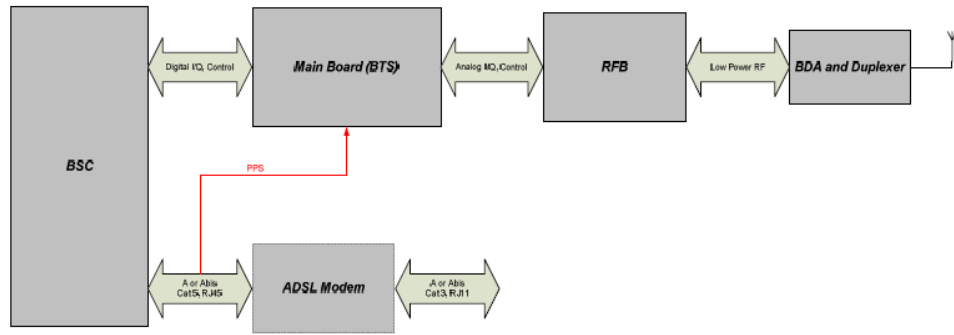 Digital I/Q, Control
Main Board (BTS)
Analog I/Q, Control
RFB
Low Power RF
BDA and Duplexer
BSC
PPS
A or Abis
Cat5, RJ45
ADSL Modem
A or Abis
Cat3, RJ11